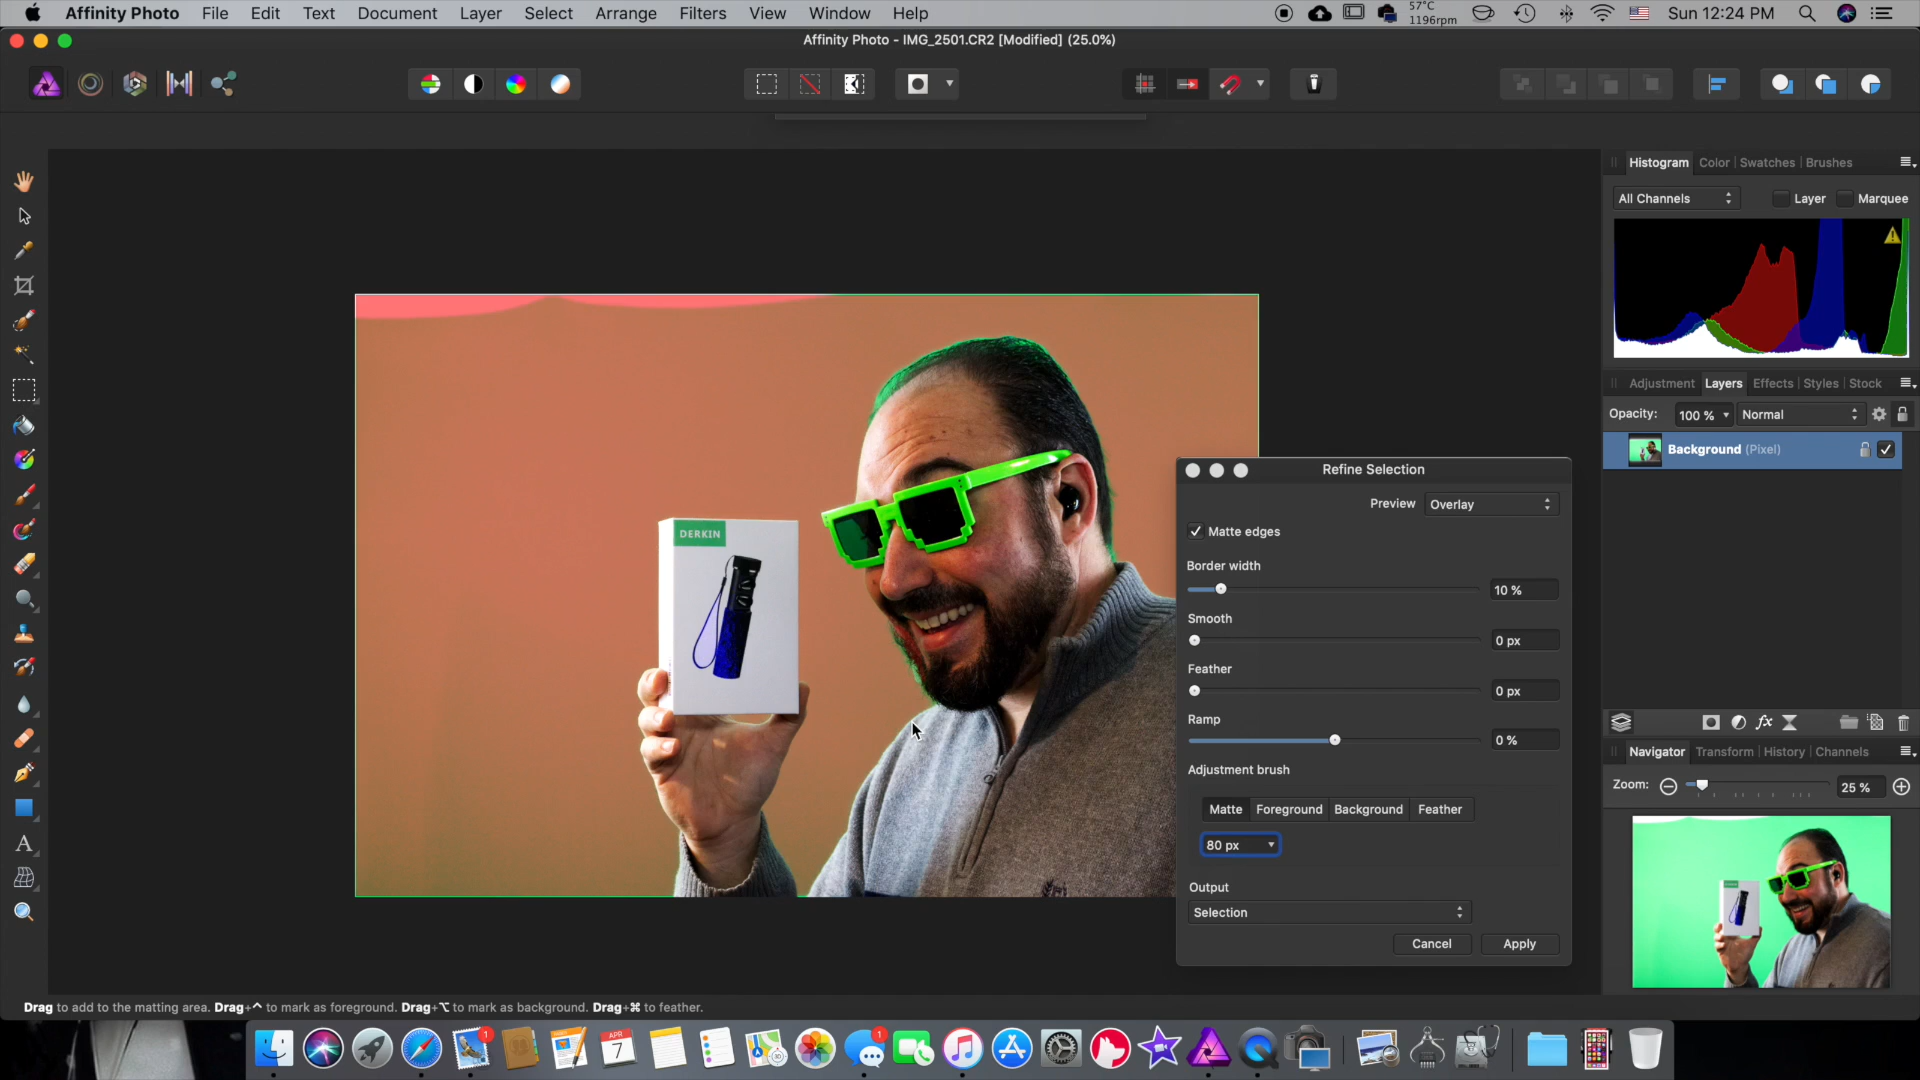 Affinity Photo File Edit Text Document Layer Select Arrange Filters View Window Help
57°C
1196rpm
Sun 12:24 PM
Affinity Photo - IMG_2501.CR2 [Modified] (25.0%)
Histogram Color Swatches Brushes
All Channels Layer Marquee
Adjustment Layers Effects Styles Stock
Opacity: 100 % Normal
Background (Pixel)
DERKIN
Refine Selection
Preview Overlay
Matte edges
Border width
10 %
Smooth
0 px
Feather
0 px
Ramp
0 %
Adjustment brush
Matte Foreground Background Feather
80 px
Output
Selection
Cancel Apply
Navigator Transform History Channels
Zoom: 25 %
Drag to add to the matting area. Drag+^ to mark as foreground. Drag+⌥ to mark as background. Drag+⌘ to feather.
1
APR
7
1